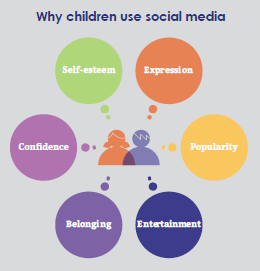 Why children use social media
Self-esteem
Expression
Confidence
Popularity
Belonging
Entertainment